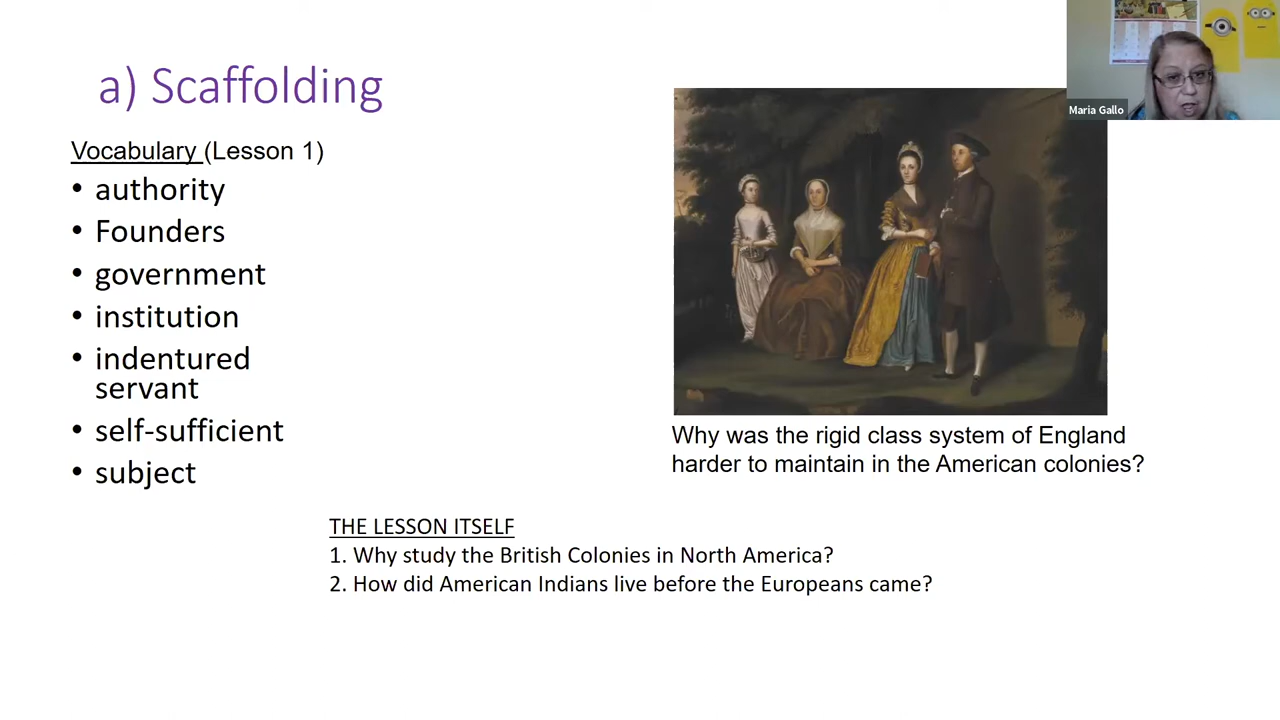 a) Scaffolding
Vocabulary (Lesson 1)
• authority
• Founders
• government
• institution
• indentured
servant
• self-sufficient
• subject
Maria Gallo
Why was the rigid class system of England
harder to maintain in the American colonies?
THE LESSON ITSELF
1. Why study the British Colonies in North America?
2. How did American Indians live before the Europeans came?